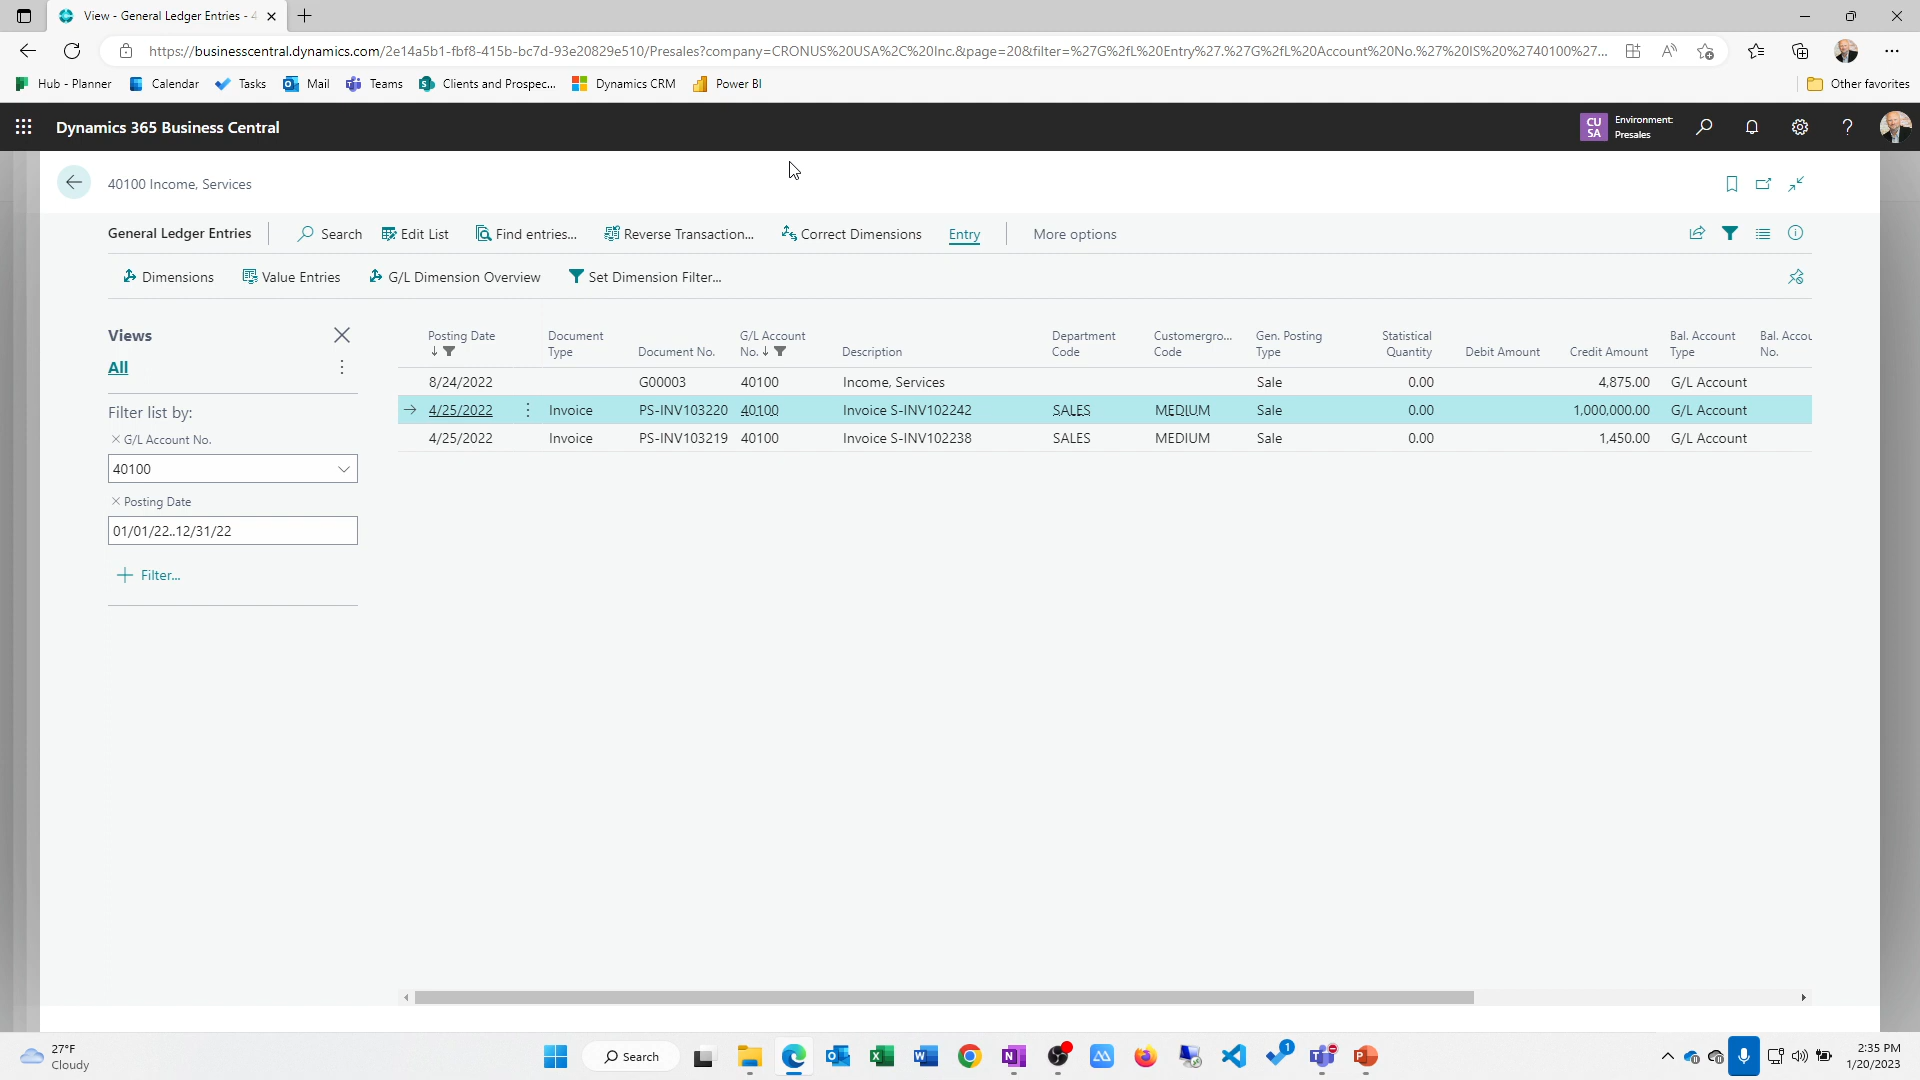 View - General Ledger Entries - 4
https://businesscentral.dynamics.com/2e14a5b1-fbf8-415b-bc7d-93e20829e510/Presales?company=CRONUS%20USA%2C%20Inc.&page=20&filter=%27G%2fL%20Entry%27.%27G%2fL%20Account%20No.%27%20IS%20%2740100%27...
Hub - Planner Calendar Tasks Mail Teams Clients and Prospec... Dynamics CRM Power BI Other favorites
Dynamics 365 Business Central CU SA Environment: Presales
40100 Income, Services
General Ledger Entries Search Edit List Find entries... Reverse Transaction... Correct Dimensions Entry More options
Dimensions Value Entries G/L Dimension Overview Set Dimension Filter...
Views
All
Filter list by:
G/L Account No.
40100
Posting Date
01/01/22..12/31/22
Filter...
Posting Date Document Type Document No. G/L Account No. Description Department Code Customergro... Code Gen. Posting Type Statistical Quantity Debit Amount Credit Amount Bal. Account Type Bal. Accou No.
8/24/2022 G00003 40100 Income, Services Sale 0.00 4,875.00 G/L Account
4/25/2022 Invoice PS-INV103220 40100 Invoice S-INV102242 SALES MEDIUM Sale 0.00 1,000,000.00 G/L Account
4/25/2022 Invoice PS-INV103219 40100 Invoice S-INV102238 SALES MEDIUM Sale 0.00 1,450.00 G/L Account
27°F
Cloudy
Search
1
2:35 PM
1/20/2023